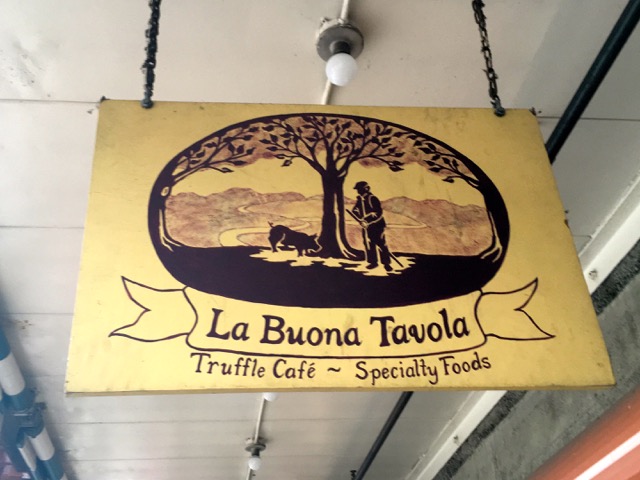 La Buona Tavola
Truffle Café ~ Specialty Foods